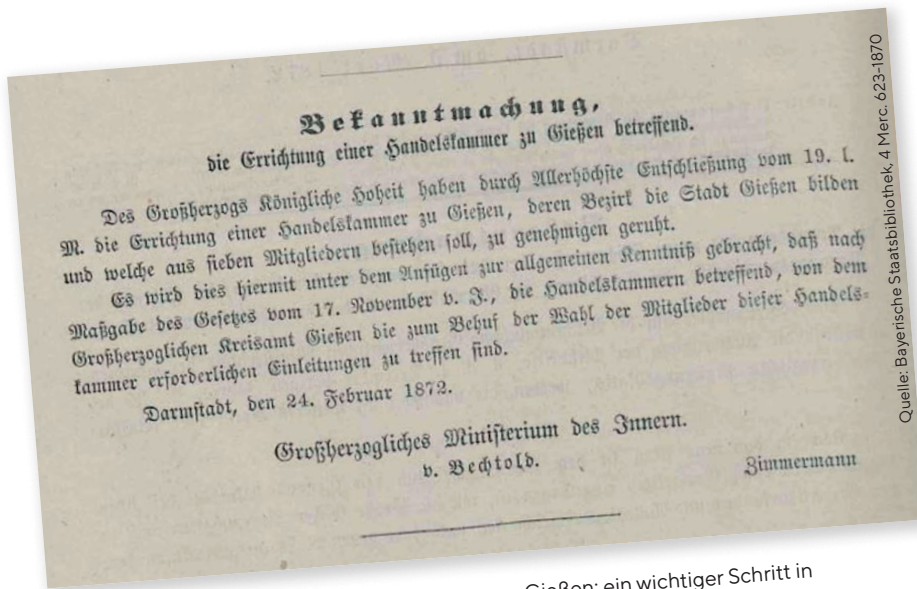 Bekanntmachung,
die Errichtung einer Handelskammer zu Gießen betreffend.
Des Großherzogs Königliche Hoheit haben durch Allerhöchste Entschließung vom 19. l.
M. die Errichtung einer Handelskammer zu Gießen, deren Bezirk die Stadt Gießen bilden
und welche aus sieben Mitgliedern bestehen soll, zu genehmigen geruht.
Es wird dies hiermit unter dem Anfügen zur allgemeinen Kenntniß gebracht, daß nach
Maßgabe des Gesetzes vom 17. November v. J., die Handelskammern betreffend, von dem
Großherzoglichen Kreisamt Gießen die zum Behuf der Wahl der Mitglieder dieser Handels-
kammer erforderlichen Einleitungen zu treffen sind.
Darmstadt, den 24. Februar 1872.
Großherzogliches Ministerium des Innern.
v. Bechtold.
Zimmermann
Quelle: Bayerische Staatsbibliothek, 4 Merc. 623-1870
Gießen: ein wichtiger Schritt in